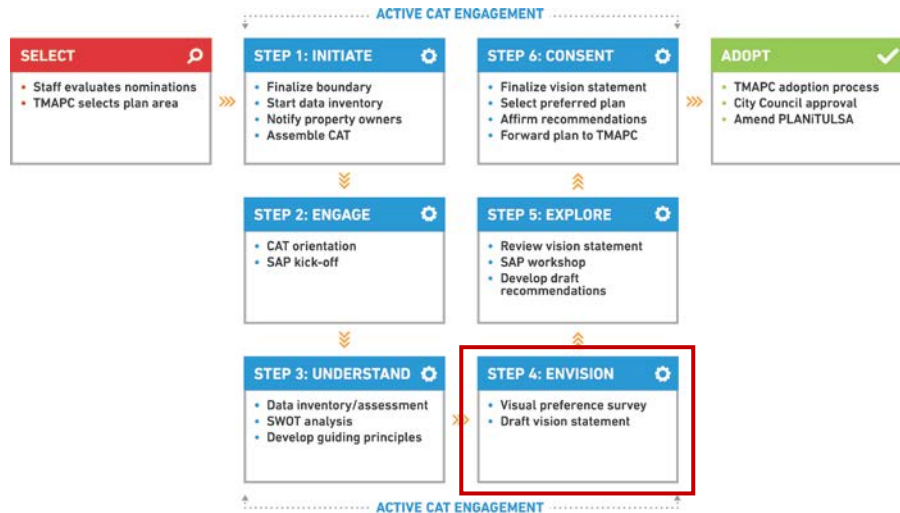 ACTIVE CAT ENGAGEMENT
SELECT
• Staff evaluates nominations
• TMAPC selects plan area
STEP 1: INITIATE
• Finalize boundary
• Start data inventory
• Notify property owners
• Assemble CAT
STEP 2: ENGAGE
• CAT orientation
• SAP kick-off
STEP 3: UNDERSTAND
• Data inventory/assessment
• SWOT analysis
• Develop guiding principles
STEP 4: ENVISION
• Visual preference survey
• Draft vision statement
STEP 5: EXPLORE
• Review vision statement
• SAP workshop
• Develop draft
recommendations
STEP 6: CONSENT
• Finalize vision statement
• Select preferred plan
• Affirm recommendations
• Forward plan to TMAPC
ADOPT
• TMAPC adoption process
• City Council approval
• Amend PLANiTULSA
ACTIVE CAT ENGAGEMENT